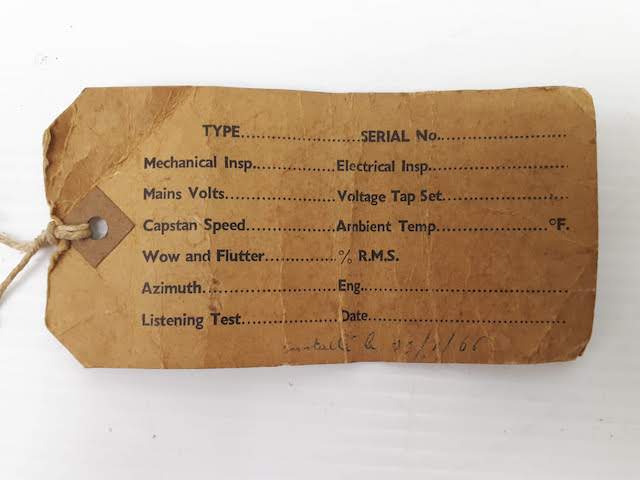 TYPE........................SERIAL No.........................
Mechanical Insp................Electrical Insp...........................
Mains Volts......................Voltage Tap Set........................
Capstan Speed..................Ambient Temp......................°F.
Wow and Flutter..............% R.M.S.
Azimuth..........................Eng............................................
Listening Test..................Date..........................................